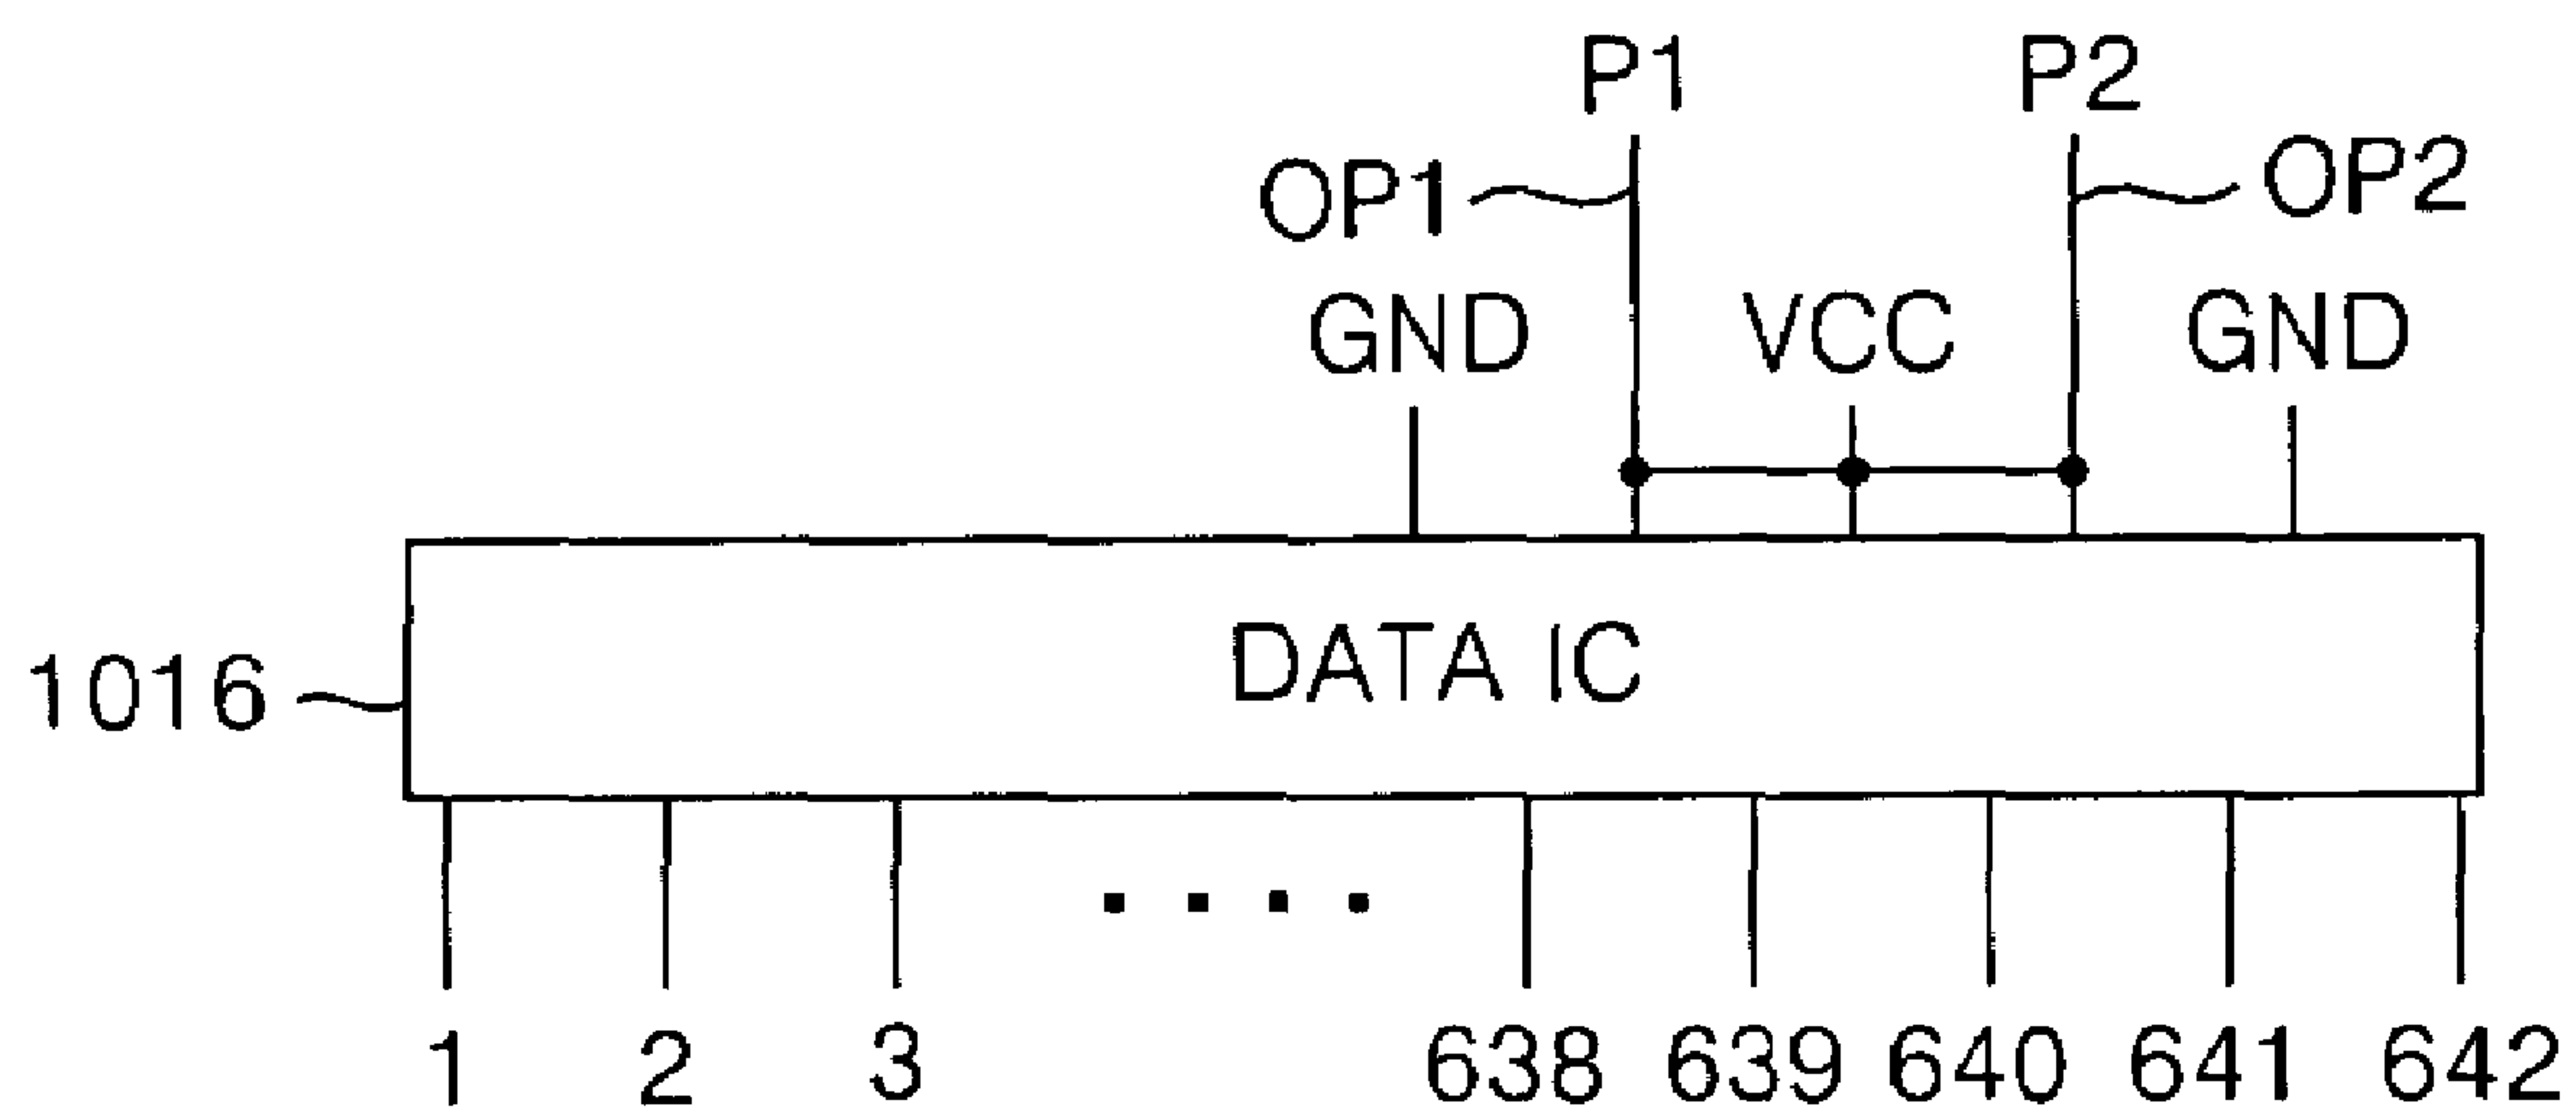 P1 P2
OP1 OP2
GND VCC GND
DATA IC
1016
1 2 3 .... 638 639 640 641 642